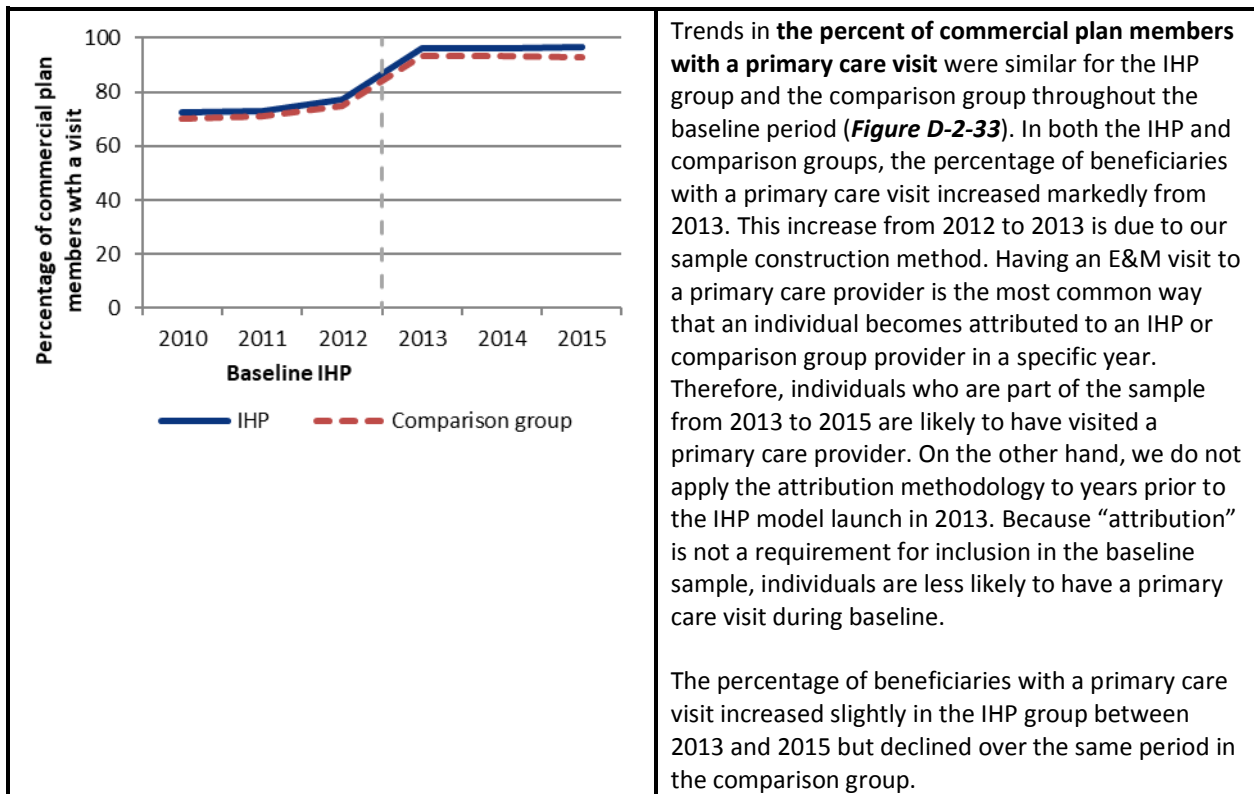 100
80
60
40
20
0
Percentage of commercial plan
members wth a visit
2010 2011 2012 2013 2014 2015
Baseline IHP
IHP Comparison group
Trends in the percent of commercial plan members
with a primary care visit were similar for the IHP
group and the comparison group throughout the
baseline period (Figure D-2-33). In both the IHP and
comparison groups, the percentage of beneficiaries
with a primary care visit increased markedly from
2013. This increase from 2012 to 2013 is due to our
sample construction method. Having an E&M visit to
a primary care provider is the most common way
that an individual becomes attributed to an IHP or
comparison group provider in a specific year.
Therefore, individuals who are part of the sample
from 2013 to 2015 are likely to have visited a
primary care provider. On the other hand, we do not
apply the attribution methodology to years prior to
the IHP model launch in 2013. Because “attribution”
is not a requirement for inclusion in the baseline
sample, individuals are less likely to have a primary
care visit during baseline.
The percentage of beneficiaries with a primary care
visit increased slightly in the IHP group between
2013 and 2015 but declined over the same period in
the comparison group.